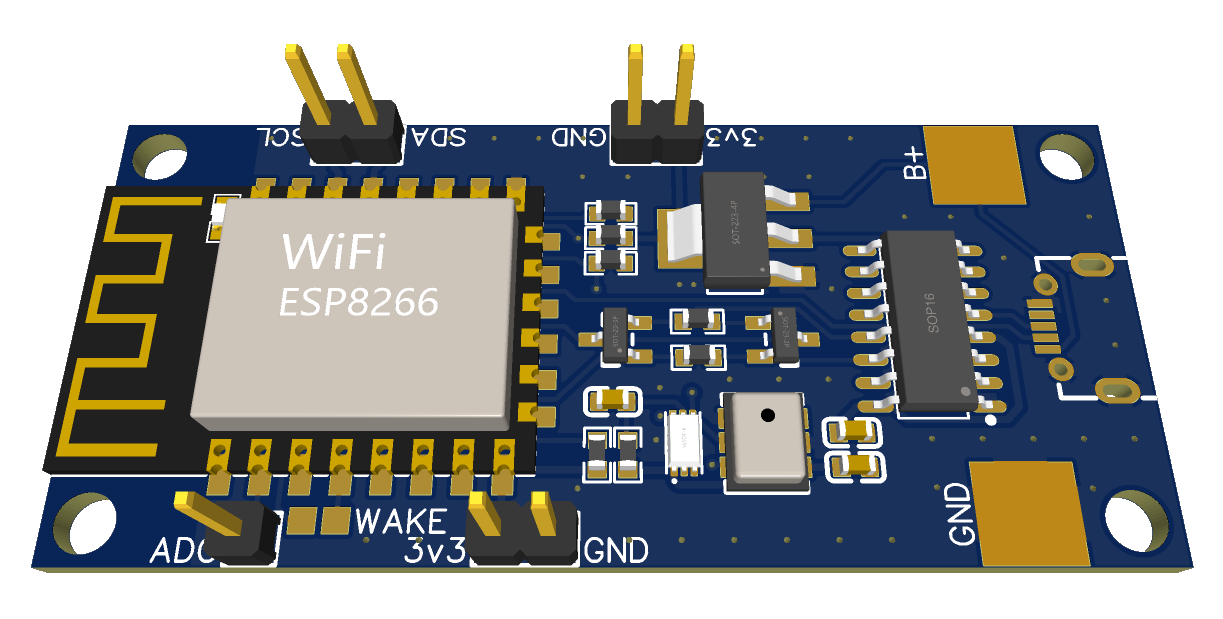 SCL
SDA
GND
3v3
B+
WiFi
ESP8266
SOT-223-4P
SOP16
WAKE
ADC
3v3
GND
GND